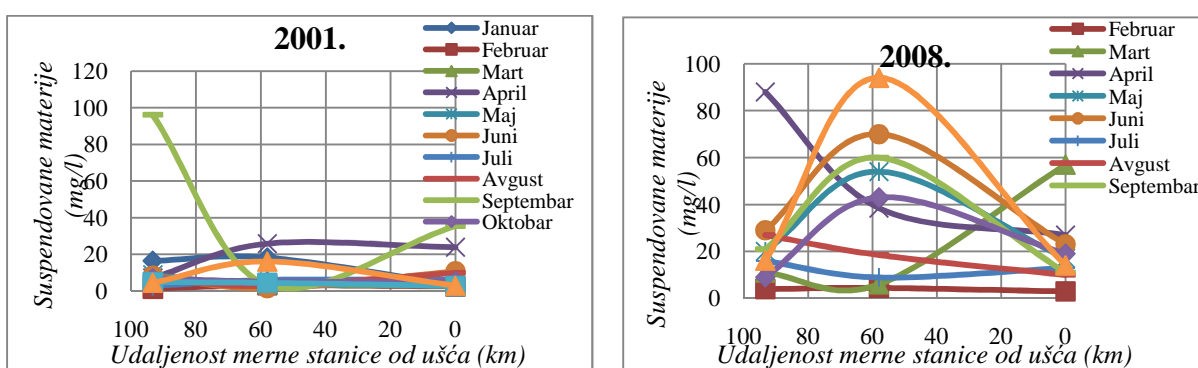 2001.
Suspendovane materije
(mg/l)
120
100
80
60
40
20
0
100 80 60 40 20 0
Udaljenost merne stanice od ušća (km)
Januar
Februar
Mart
April
Maj
Juni
Juli
Avgust
Septembar
Oktobar
2008.
Suspendovane materije
(mg/l)
100
80
60
40
20
0
100 80 60 40 20 0
Udaljenost merne stanice od ušća (km)
Februar
Mart
April
Maj
Juni
Juli
Avgust
Septembar